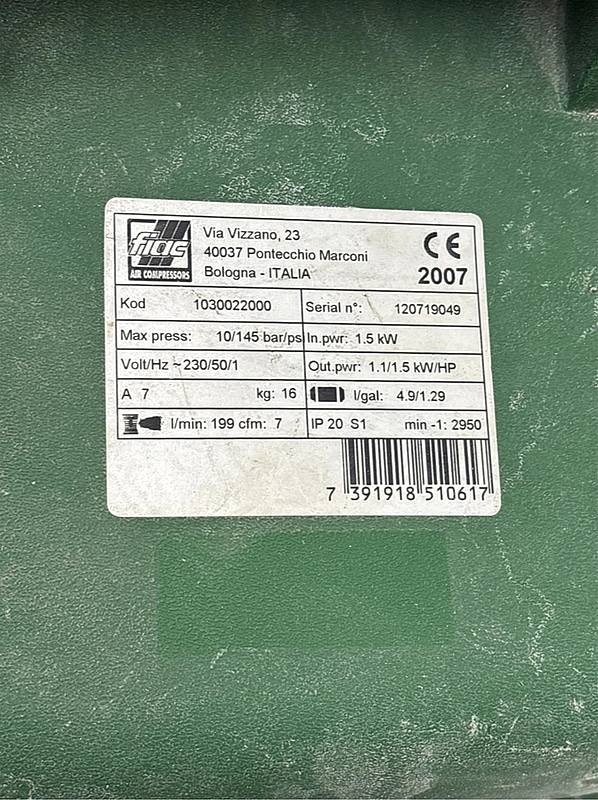 fiac
AIR COMPRESSORS
Via Vizzano, 23
40037 Pontecchio Marconi
Bologna - ITALIA
CE
2007
Kod 1030022000 Serial n°: 120719049
Max press: 10/145 bar/psi In.pwr: 1.5 kW
Volt/Hz ~230/50/1 Out.pwr: 1.1/1.5 kW/HP
A 7 kg: 16 l/gal: 4.9/1.29
l/min: 199 cfm: 7 IP 20 S1 min -1: 2950
7 391918 510617